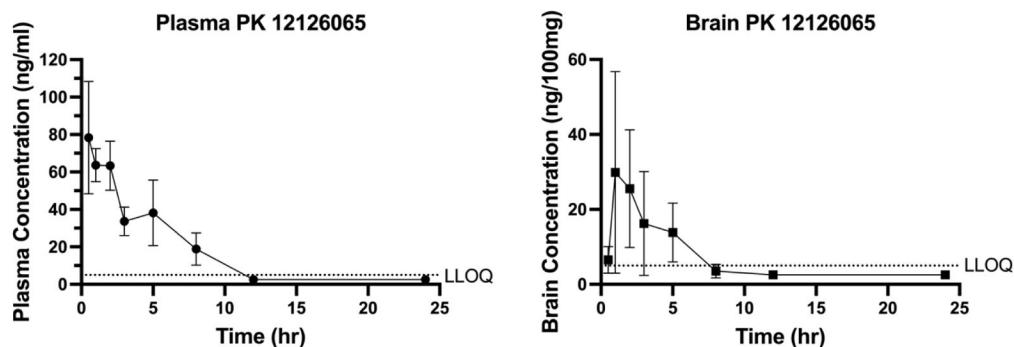 Plasma PK 12126065
Plasma Concentration (ng/ml)
120
100
80
60
40
20
0
LLOQ
0 5 10 15 20 25
Time (hr)
Brain PK 12126065
Brain Concentration (ng/100mg)
60
40
20
0
LLOQ
0 5 10 15 20 25
Time (hr)